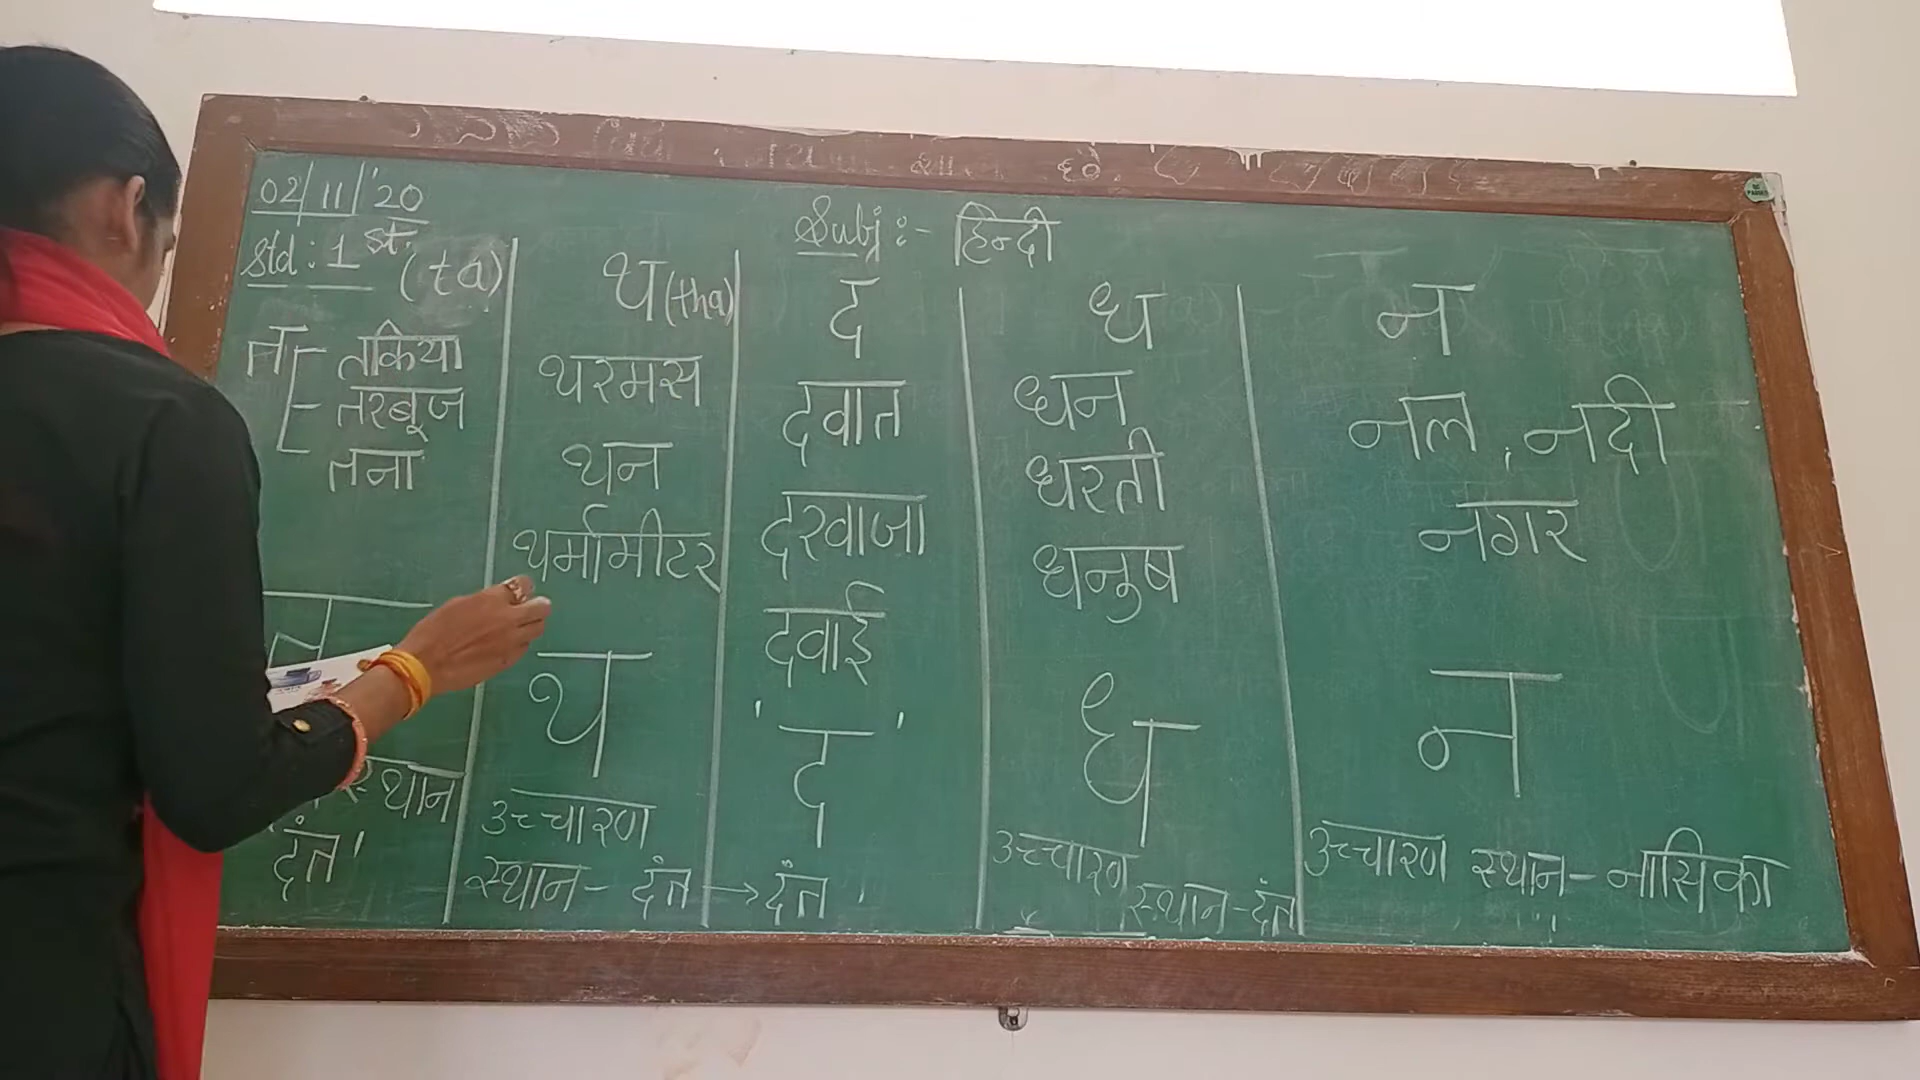 02/11/'20
Std : 1st
Subj :- हिन्दी
(ta)
त
तकिया
तरबूज
तना
स्थान
दंत'
थ (tha)
थरमस
थन
थर्मामीटर
थ
उच्चारण
स्थान - दंत → दंत
द
दवात
दरवाजा
दवाई
' द '
ध
धन
धरती
धनुष
ध
उच्चारण
स्थान - दंत
न
नल , नदी
नगर
न
उच्चारण स्थान - नासिका